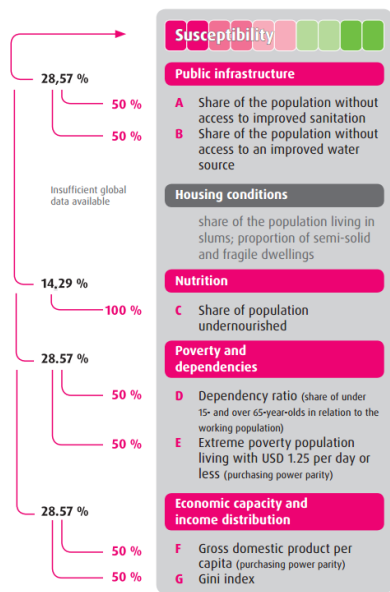 Susceptibility
28,57 %
Public infrastructure
50 %
A Share of the population without
access to improved sanitation
50 %
B Share of the population without
access to an improved water
source
Insufficient global
data available
Housing conditions
share of the population living in
slums; proportion of semi-solid
and fragile dwellings
14,29 %
Nutrition
100 %
C Share of population
undernourished
28.57 %
Poverty and
dependencies
50 %
D Dependency ratio (share of under
15- and over 65-year-olds in relation to the
working population)
50 %
E Extreme poverty population
living with USD 1.25 per day or
less (purchasing power parity)
28.57 %
Economic capacity and
income distribution
50 %
F Gross domestic product per
capita (purchasing power parity)
50 %
G Gini index